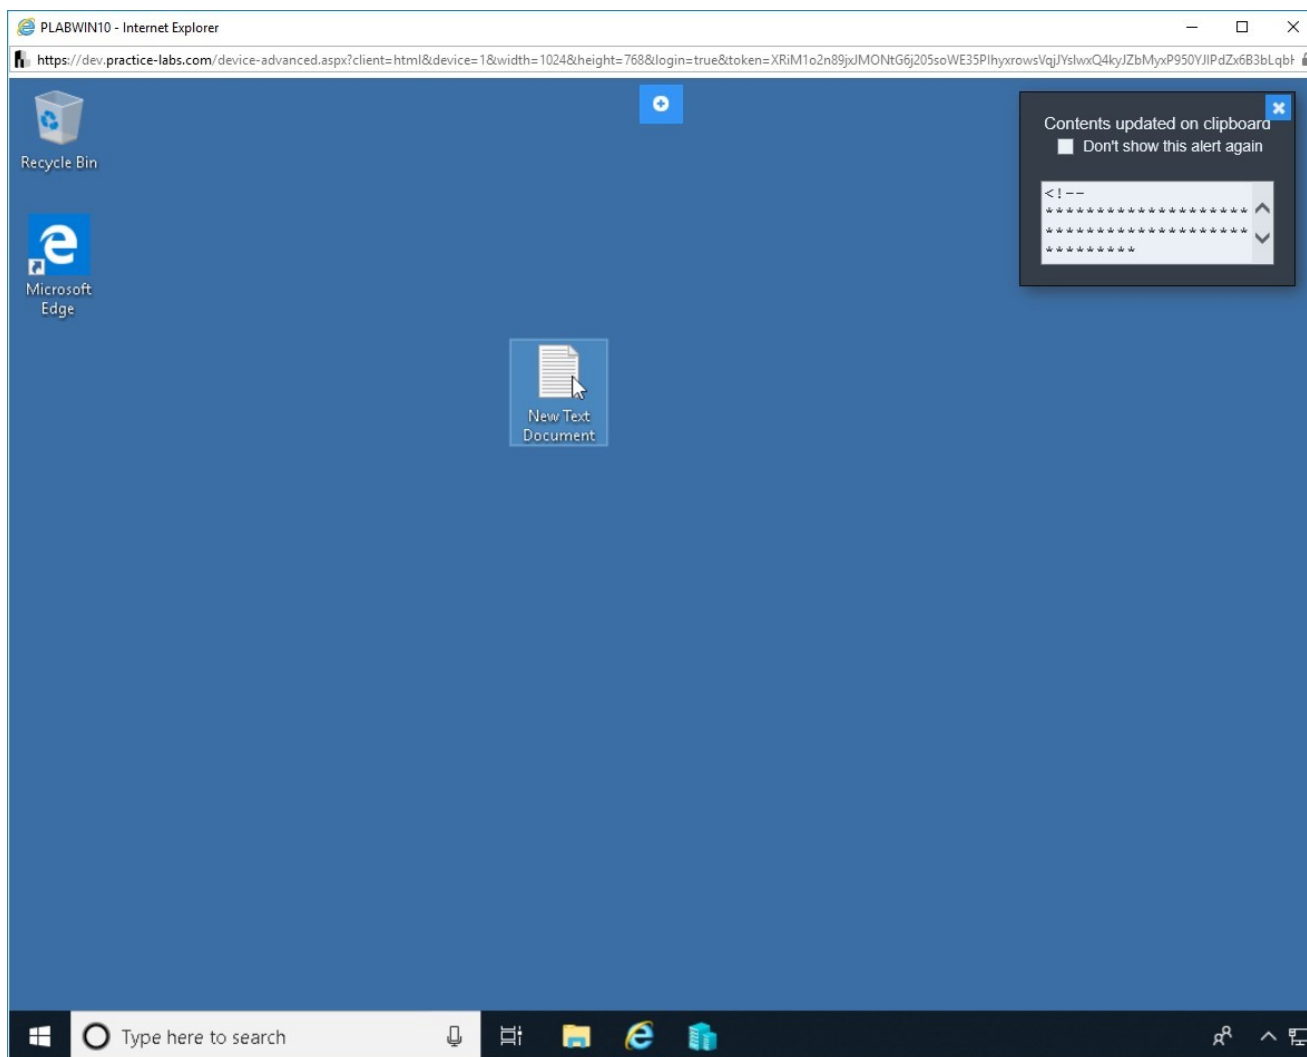 PLABWIN10 - Internet Explorer
https://dev.practice-labs.com/device-advanced.aspx?client=html&device=1&width=1024&height=768&login=true&token=
Recycle Bin
Contents updated on clipboard
Don't show this alert again
<!--
********************
********************
*********
Microsoft
Edge
New Text
Document
Type here to search